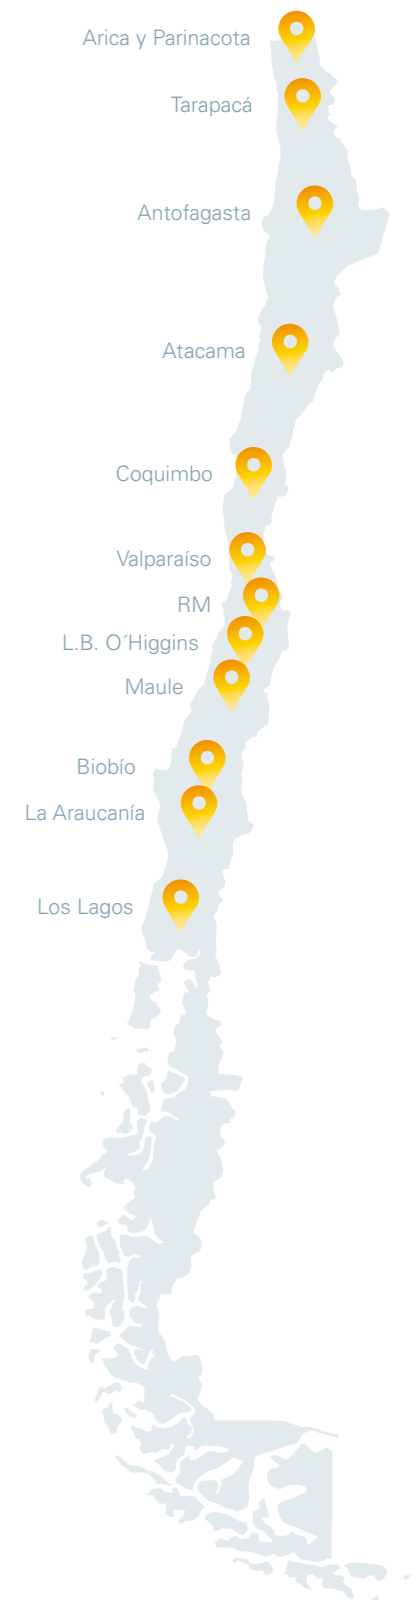 Arica y Parinacota
Tarapacá
Antofagasta
Atacama
Coquimbo
Valparaíso
RM
L.B. O´Higgins
Maule
Biobío
La Araucanía
Los Lagos